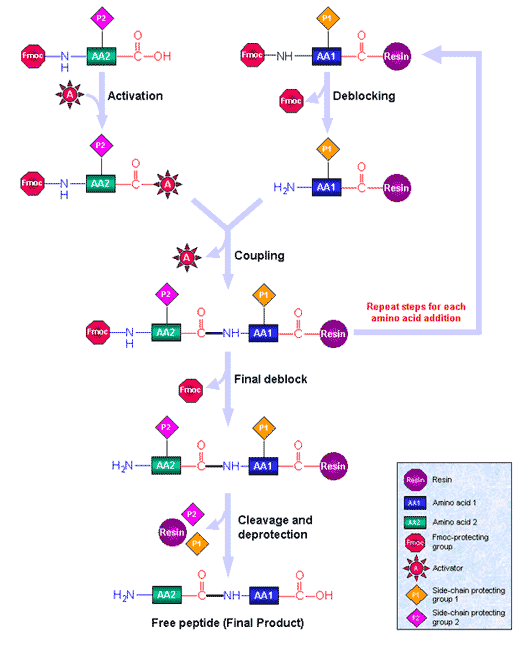 P2
P1
Fmoc NH AA2 C O OH
Fmoc NH AA1 C O Resin
A Activation
Fmoc Deblocking
P2
P1
Fmoc N H AA2 C O A
H₂N AA1 C O Resin
A Coupling
P2 P1
Fmoc N H AA2 C O NH AA1 C O Resin
Repeat steps for each
amino acid addition
Fmoc Final deblock
P2 P1
H₂N AA2 C O NH AA1 C O Resin
P2 Resin P1
Cleavage and
deprotection
H₂N AA2 C O NH AA1 C O OH
Free peptide (Final Product)
Resin Resin
AA1 Amino acid 1
AA2 Amino acid 2
Fmoc Fmoc-protecting
group
A Activator
P1 Side-chain protecting
group 1
P2 Side-chain protecting
group 2